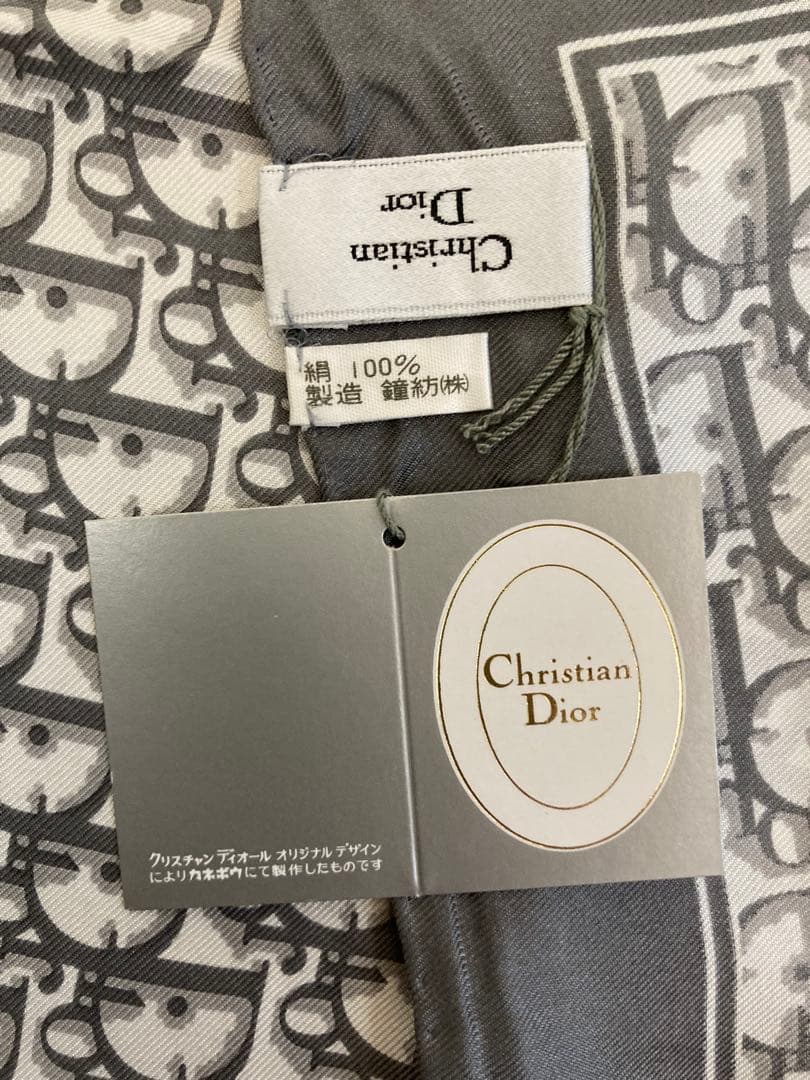 Christian
Dior
絹 100%
製造 鐘紡(株)
Christian
Dior
クリスチャン ディオール オリジナル デザイン
によりカネボウにて製作したものです